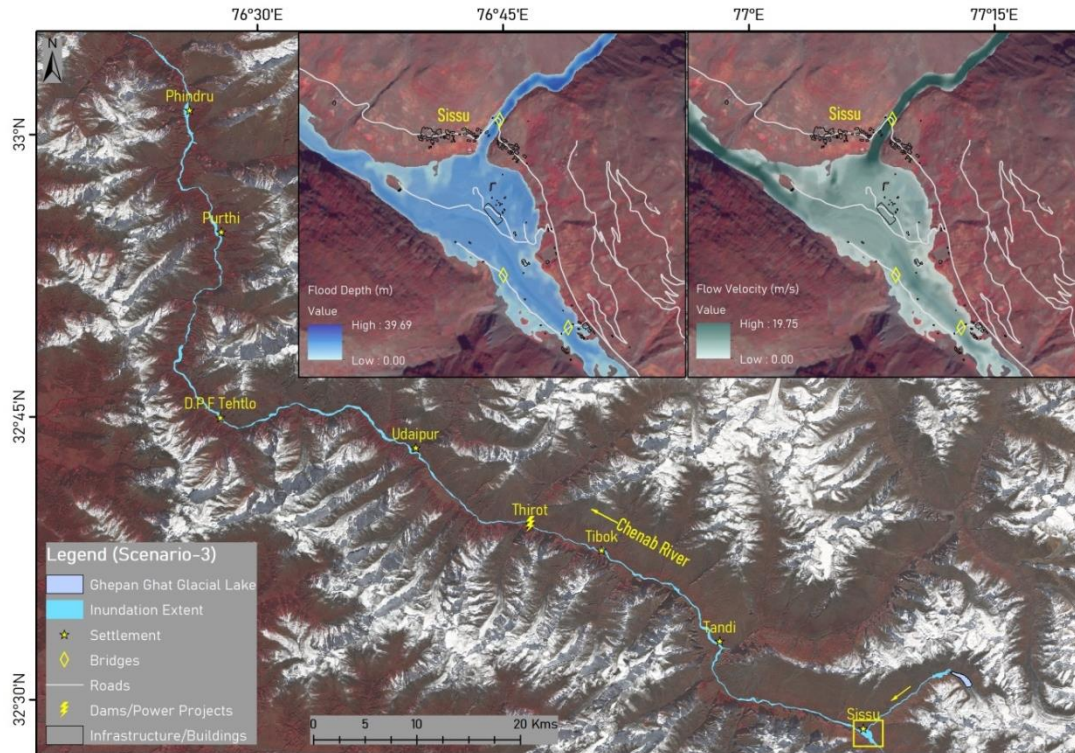 76°30'E
76°45'E
77°E
77°15'E
N
33°N
32°45'N
32°30'N
Phindru
Purthi
D.P.F Tehtlo
Udaipur
Thirot
Tibok
Chenab River
Tandi
Sissu
Sissu
Flood Depth (m)
Value
High : 39.69
Low : 0.00
Sissu
Flow Velocity (m/s)
Value
High : 19.75
Low : 0.00
Legend (Scenario-3)
Ghepan Ghat Glacial Lake
Inundation Extent
Settlement
Bridges
Roads
Dams/Power Projects
Infrastructure/Buildings
0 5 10 20 Kms